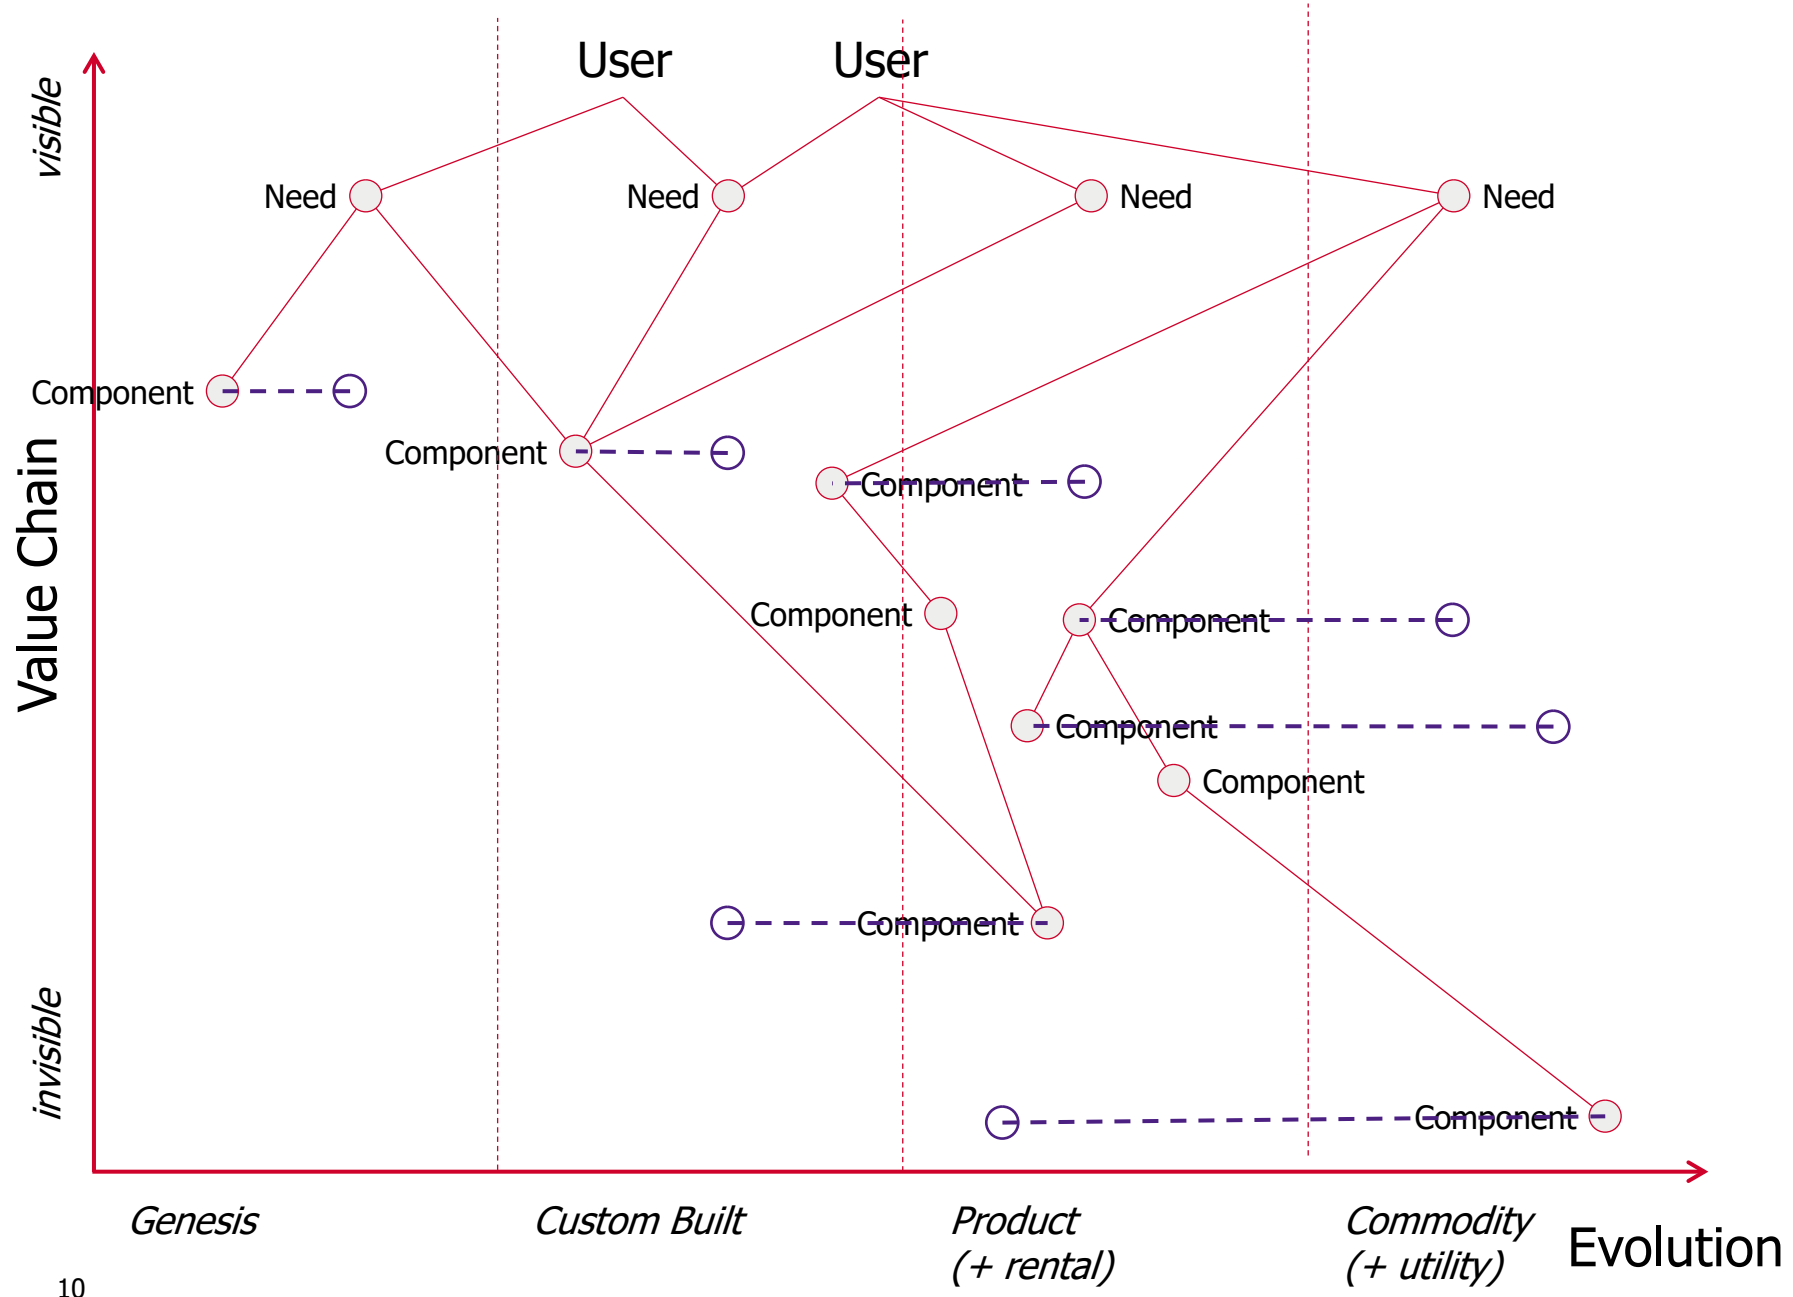 User
User
visible
Need
Need
Need
Need
Component
Component
Component
Value Chain
Component
Component
Component
Component
Component
invisible
Component
Genesis
Custom Built
Product
(+ rental)
Commodity
(+ utility)
Evolution
10